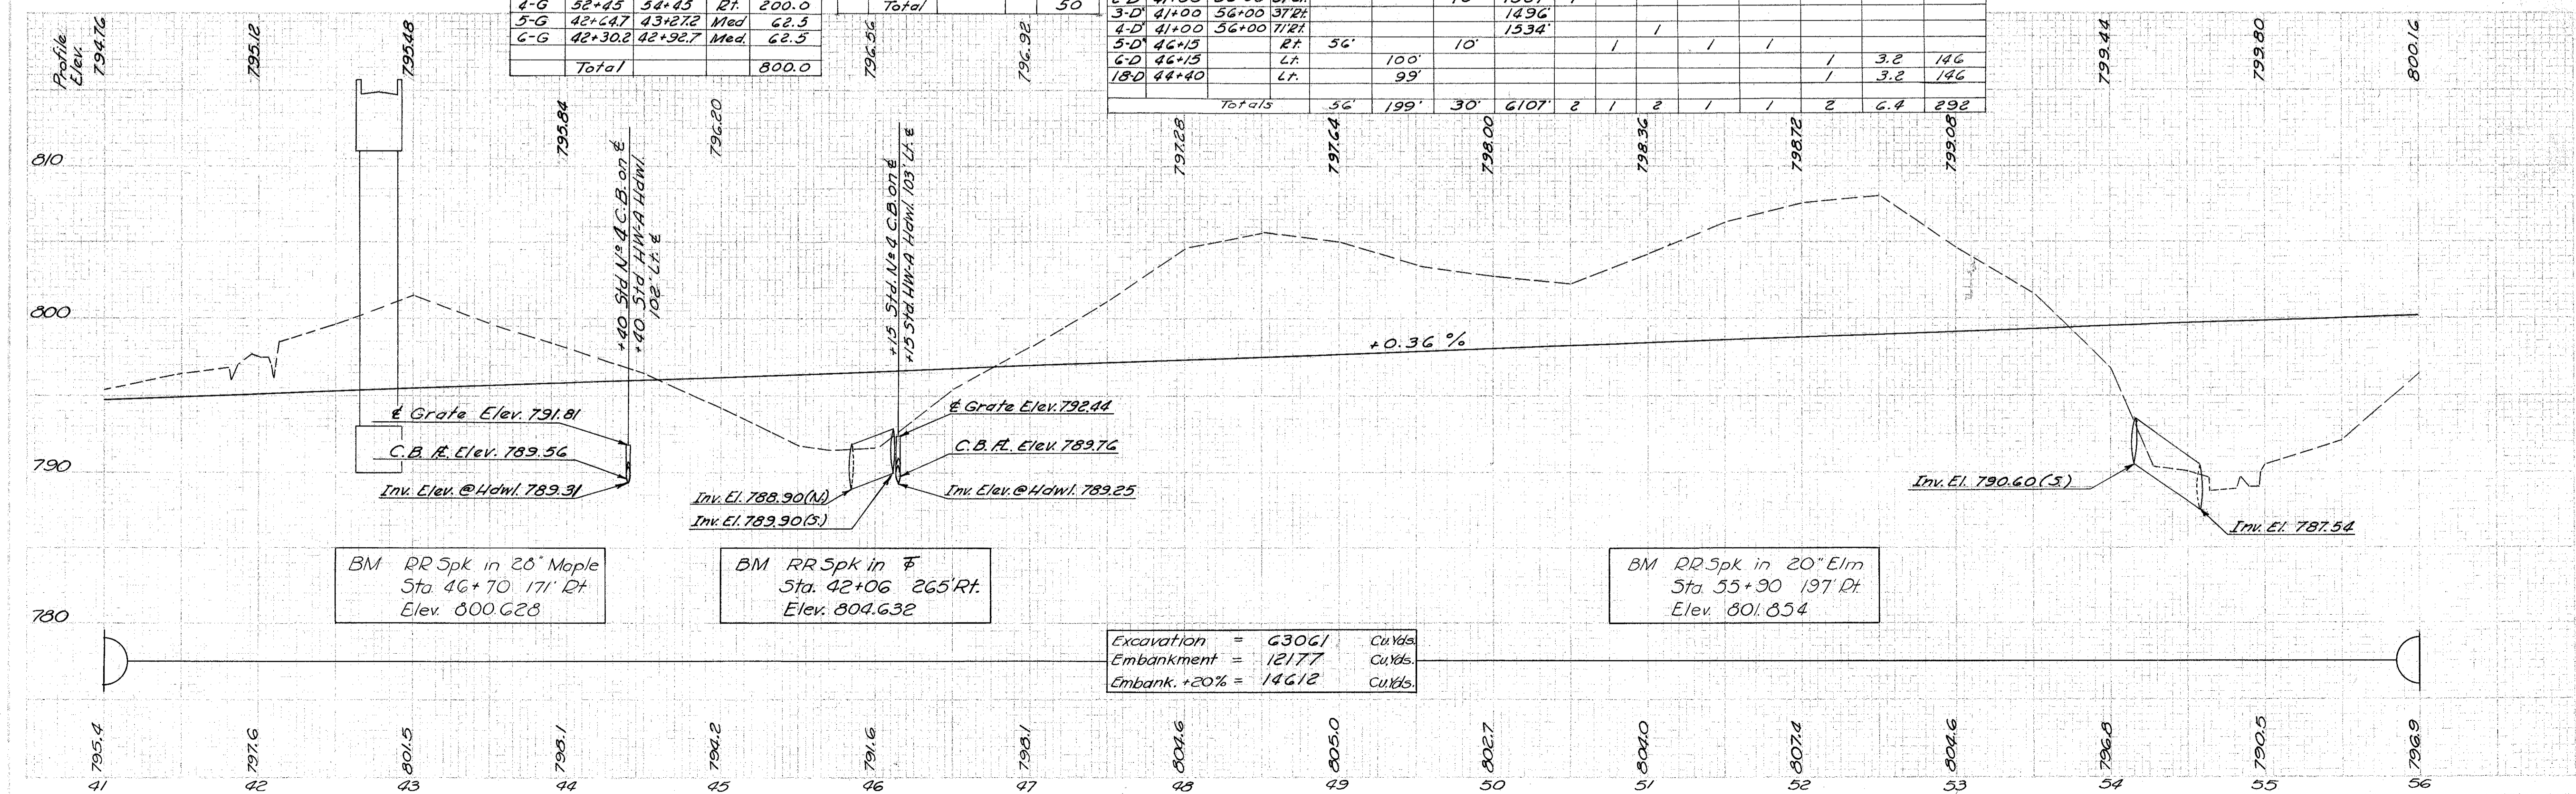 4-G 52+45 54+45 Rt. 200.0
5-G 42+64.7 43+27.2 Med 62.5
6-G 42+30.2 42+92.7 Med. 62.5
Total 800.0
Total 50
3-D 41+00 56+00 37'Rt. 1496'
4-D 41+00 56+00 71'Rt. 1534' 1
5-D 46+15 Rt. 56' 10' 1 1 1
6-D 46+15 Lt. 100' 1 3.2 146
18-D 44+40 Lt. 99' 1 3.2 146
Totals 56' 199' 30' 6107' 2 1 2 1 1 2 6.4 292
Profile
Elev.
794.76
795.12
795.48
795.84
796.20
796.56
796.92
797.28
797.64
798.00
798.36
798.72
799.08
799.44
799.80
800.16
810
800
790
780
+40 Std Nº 4 C.B. on ℄
+40 Std HW-A Hdwl.
102' Lt. ℄
+15 Std. Nº 4 C.B. on ℄
+15 Std. HW-A Hdwl. 103' Lt. ℄
+0.36 %
℄ Grate Elev. 791.81
C.B. ℄ Elev. 789.56
Inv. Elev. @ Hdwl. 789.31
℄ Grate Elev. 792.44
C.B. ℄ Elev. 789.76
Inv. Elev. @ Hdwl. 789.25
Inv. El. 788.90 (N)
Inv. El. 789.90 (S.)
Inv. El. 790.60 (S.)
Inv. El. 787.54
BM RR Spk in 28" Maple
Sta. 46+70 171' Rt
Elev. 800.628
BM RR Spk in
Sta. 42+06 265' Rt.
Elev. 804.632
BM RR Spk in 20" Elm
Sta. 55+90 197' Rt.
Elev. 801.854
Excavation = 63061 Cu.Yds.
Embankment = 12177 Cu.Yds.
Embank. +20% = 14612 Cu.Yds.
795.4
797.6
801.5
798.1
794.2
791.6
798.1
804.6
805.0
802.7
804.0
807.4
804.6
796.8
790.5
796.9
41 42 43 44 45 46 47 48 49 50 51 52 53 54 55 56